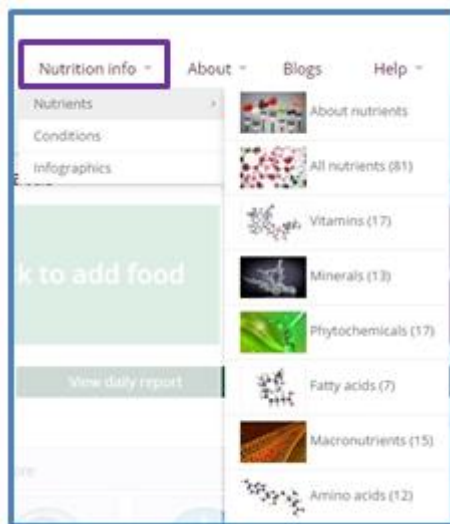 Nutrition info About Blogs Help
Nutrients
Conditions
Infographics
About nutrients
All nutrients (81)
Vitamins (17)
Minerals (13)
Phytochemicals (17)
Fatty acids (7)
Macronutrients (15)
Amino acids (12)
k to add food
View daily report